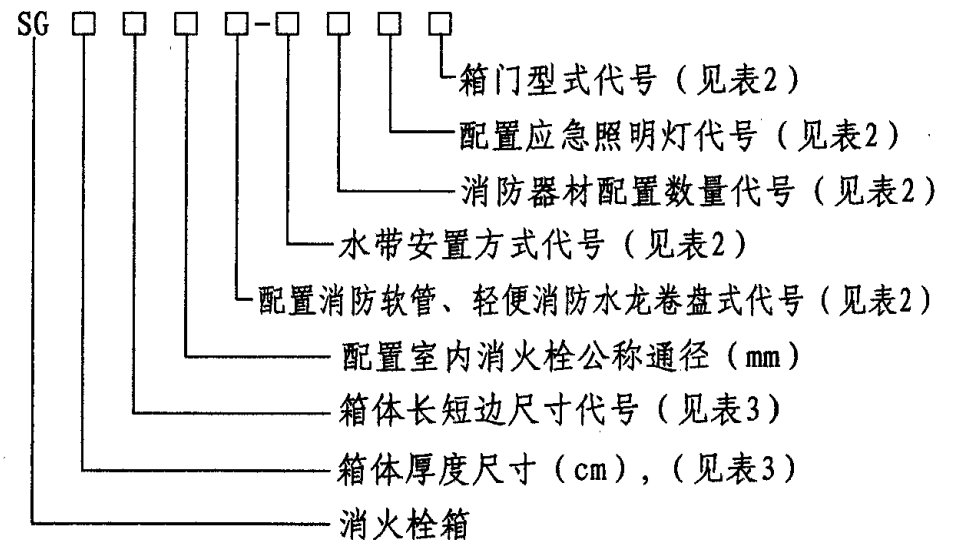 SG □ □ □ □-□ □ □ □
箱门型式代号(见表2)
配置应急照明灯代号(见表2)
消防器材配置数量代号(见表2)
水带安置方式代号(见表2)
配置消防软管、轻便消防水龙卷盘式代号(见表2)
配置室内消火栓公称通径(mm)
箱体长短边尺寸代号(见表3)
箱体厚度尺寸(cm),(见表3)
消火栓箱